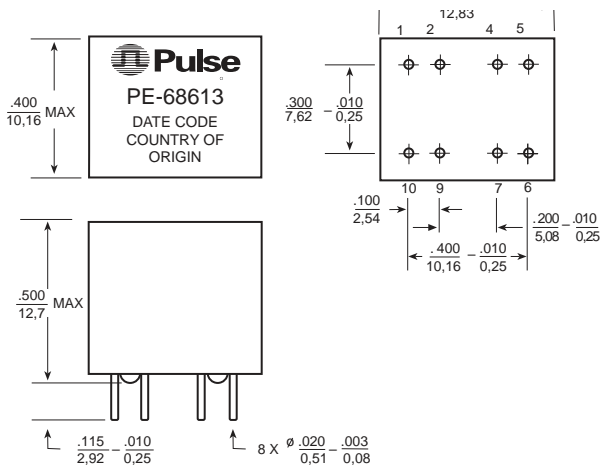 12,83
1 2 4 5
Pulse
PE-68613
DATE CODE
COUNTRY OF
ORIGIN
.400
10,16
MAX
.300
7,62
– .010
0,25
10 9 7 6
.100
2,54
.200
5,08
– .010
0,25
.400
10,16
– .010
0,25
.500
12,7
MAX
.115
2,92
– .010
0,25
8 X ø .020
0,51
– .003
0,08